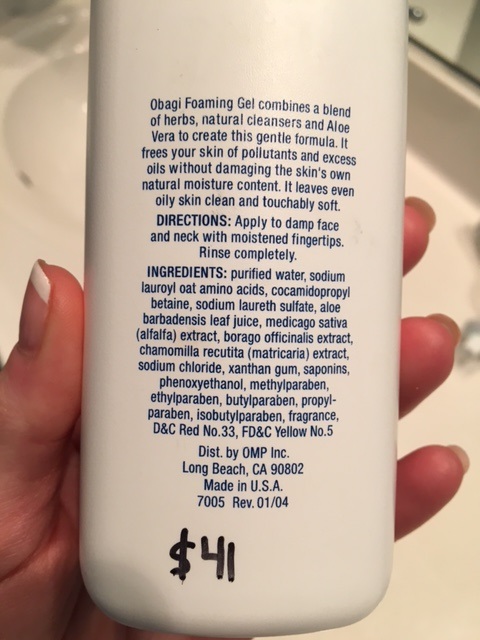 Obagi Foaming Gel combines a blend
of herbs, natural cleansers and Aloe
Vera to create this gentle formula. It
frees your skin of pollutants and excess
oils without damaging the skin's own
natural moisture content. It leaves even
oily skin clean and touchably soft.
DIRECTIONS: Apply to damp face
and neck with moistened fingertips.
Rinse completely.
INGREDIENTS: purified water, sodium
lauroyl oat amino acids, cocamidopropyl
betaine, sodium laureth sulfate, aloe
barbadensis leaf juice, medicago sativa
(alfalfa) extract, borago officinalis extract,
chamomilla recutita (matricaria) extract,
sodium chloride, xanthan gum, saponins,
phenoxyethanol, methylparaben,
ethylparaben, butylparaben, propyl-
paraben, isobutylparaben, fragrance,
D&C Red No.33, FD&C Yellow No.5
Dist. by OMP Inc.
Long Beach, CA 90802
Made in U.S.A.
7005 Rev. 01/04
$41